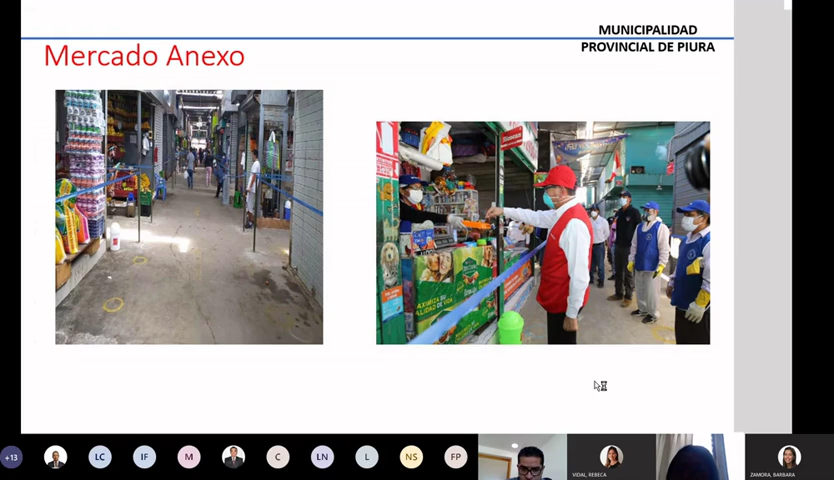 MUNICIPALIDAD
PROVINCIAL DE PIURA
Mercado Anexo
+13
LC
IF
M
C
LN
L
NS
FP
VIDAL, REBECA
ZAMORA, BARBARA